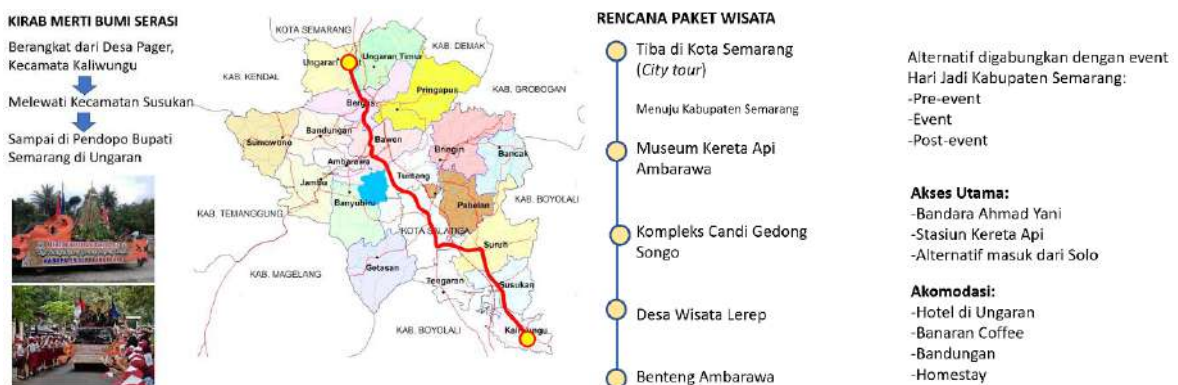 KIRAB MERTI BUMI SERASI
Berangkat dari Desa Pager,
Kecamata Kaliwungu
Melewati Kecamatan Susukan
Sampai di Pendopo Bupati
Semarang di Ungaran
KOTA SEMARANG
KAB. DEMAK
Ungaran Timur
KAB. KENDAL
Pringapus
KAB. GROBOGAN
Bandungan
Sumowono
Bawen
Bringin
Bancak
Ambarawa
Jambu
Tuntang
Banyubiru
Pabelan
KAB. BOYOLALI
KAB. TEMANGGUNG
KOTA SALATIGA
Suruh
KAB. MAGELANG
Getasan
Tengaran
Susukan
KAB. BOYOLALI
RENCANA PAKET WISATA
Tiba di Kota Semarang
(City tour)
Menuju Kabupaten Semarang
Museum Kereta Api
Ambarawa
Kompleks Candi Gedong
Songo
Desa Wisata Lerep
Benteng Ambarawa
Alternatif digabungkan dengan event
Hari Jadi Kabupaten Semarang:
-Pre-event
-Event
-Post-event
Akses Utama:
-Bandara Ahmad Yani
-Stasiun Kereta Api
-Alternatif masuk dari Solo
Akomodasi:
-Hotel di Ungaran
-Banaran Coffee
-Bandungan
-Homestay